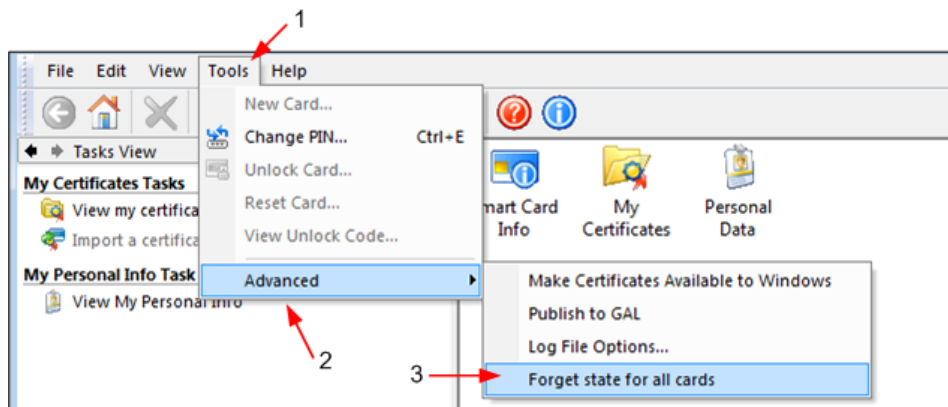 1
File Edit View Tools Help
New Card...
Change PIN... Ctrl+E
Unlock Card...
Reset Card...
View Unlock Code...
Advanced
Tasks View
My Certificates Tasks
View my certifica
Import a certifica
My Personal Info Task
View My Personal Info
mart Card
Info
My
Certificates
Personal
Data
Make Certificates Available to Windows
Publish to GAL
Log File Options...
Forget state for all cards
2
3